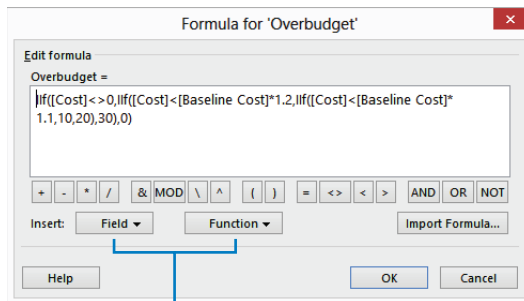 Formula for 'Overbudget'
×
Edit formula
Overbudget =
IIf([Cost]<>0,IIf([Cost]<[Baseline Cost]*1.2,IIf([Cost]<[Baseline Cost]*
1.1,10,20),30),0)
+ - * / & MOD \ ^ ( ) = <> < > AND OR NOT
Insert: Field ▼ Function ▼ Import Formula...
Help OK Cancel